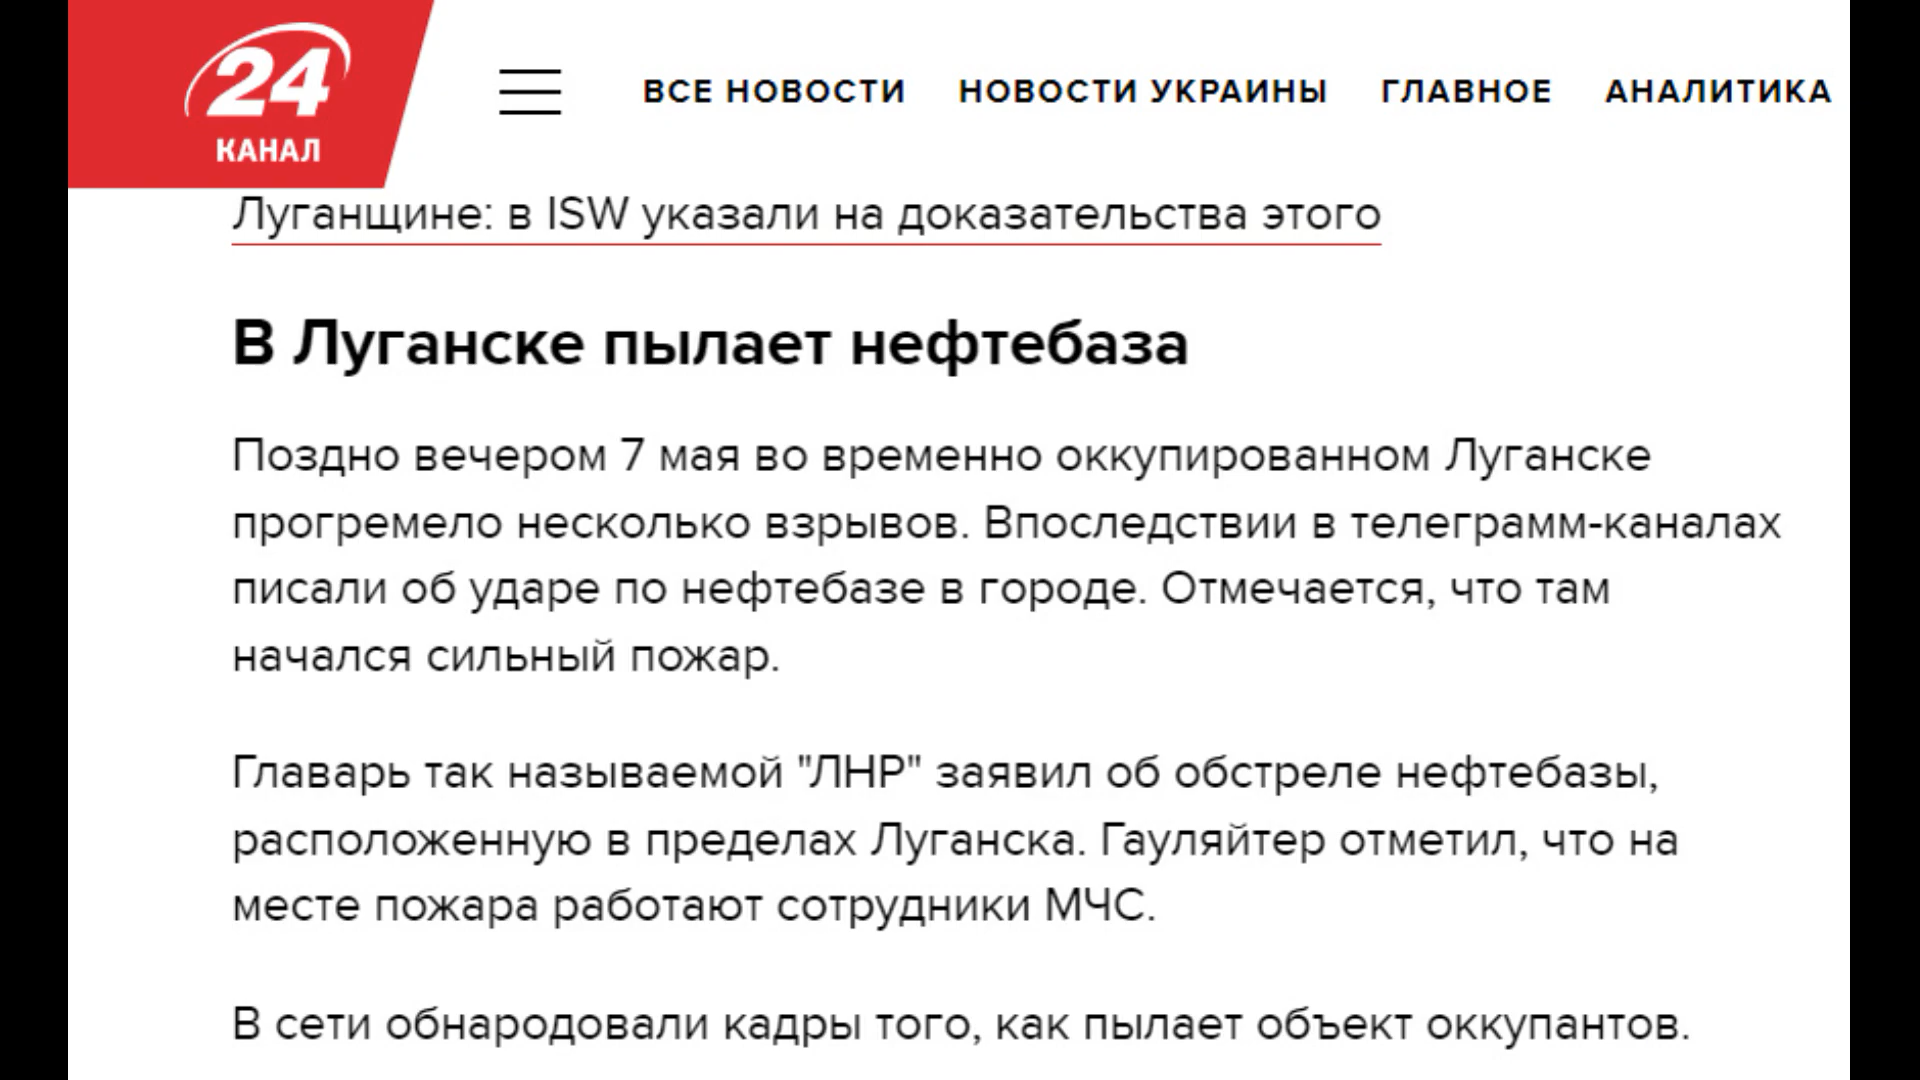 24
КАНАЛ
ВСЕ НОВОСТИ НОВОСТИ УКРАИНЫ ГЛАВНОЕ АНАЛИТИКА
Луганщине: в ISW указали на доказательства этого
В Луганске пылает нефтебаза
Поздно вечером 7 мая во временно оккупированном Луганске
прогремело несколько взрывов. Впоследствии в телеграмм-каналах
писали об ударе по нефтебазе в городе. Отмечается, что там
начался сильный пожар.
Главарь так называемой "ЛНР" заявил об обстреле нефтебазы,
расположенную в пределах Луганска. Гауляйтер отметил, что на
месте пожара работают сотрудники МЧС.
В сети обнародовали кадры того, как пылает объект оккупантов.